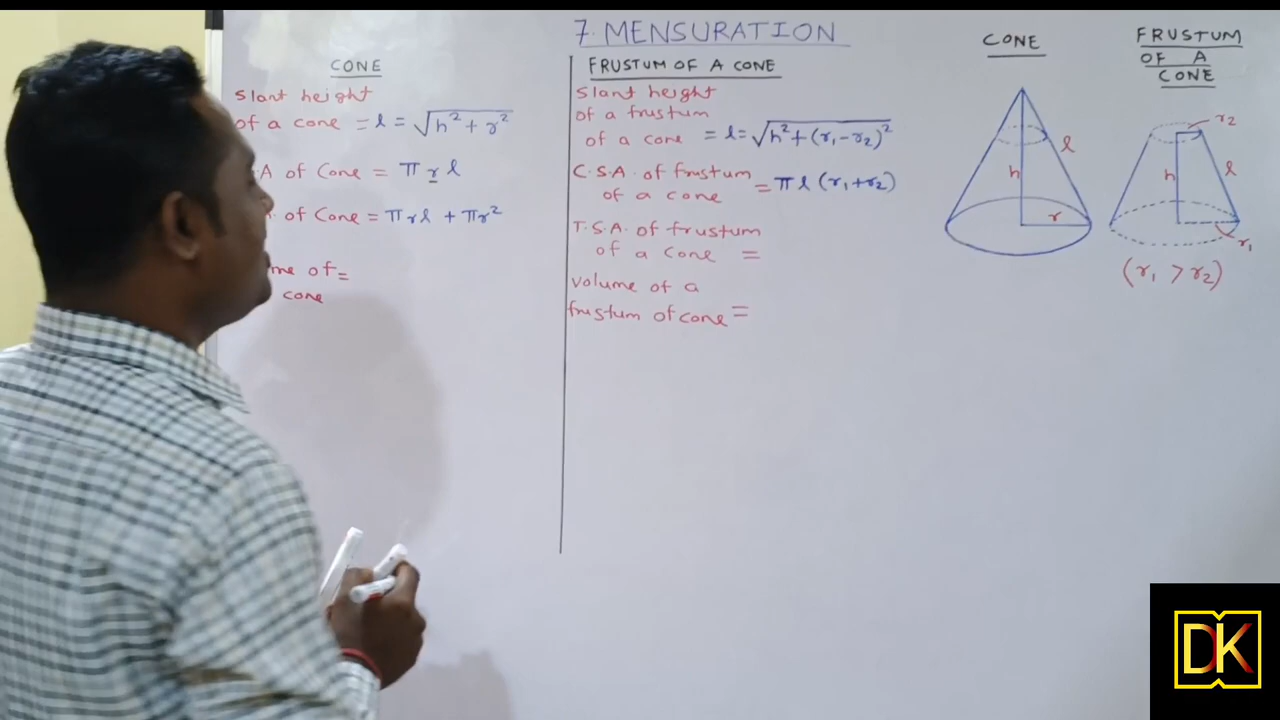 7. MENSURATION
CONE
Slant height
of a cone = l = √h² + r²
A of Cone = π r l
of Cone = πrl + πr²
me of =
cone
FRUSTUM OF A CONE
Slant height
of a frustum
of a cone = l = √h² + (r₁ - r₂)²
C.S.A. of frustum
of a cone = π l (r₁ + r₂)
T.S.A. of frustum
of a cone =
volume of a
frustum of cone =
CONE
l
h
r
FRUSTUM
OF A
CONE
r₂
h
l
r₁
(r₁ > r₂)
DK